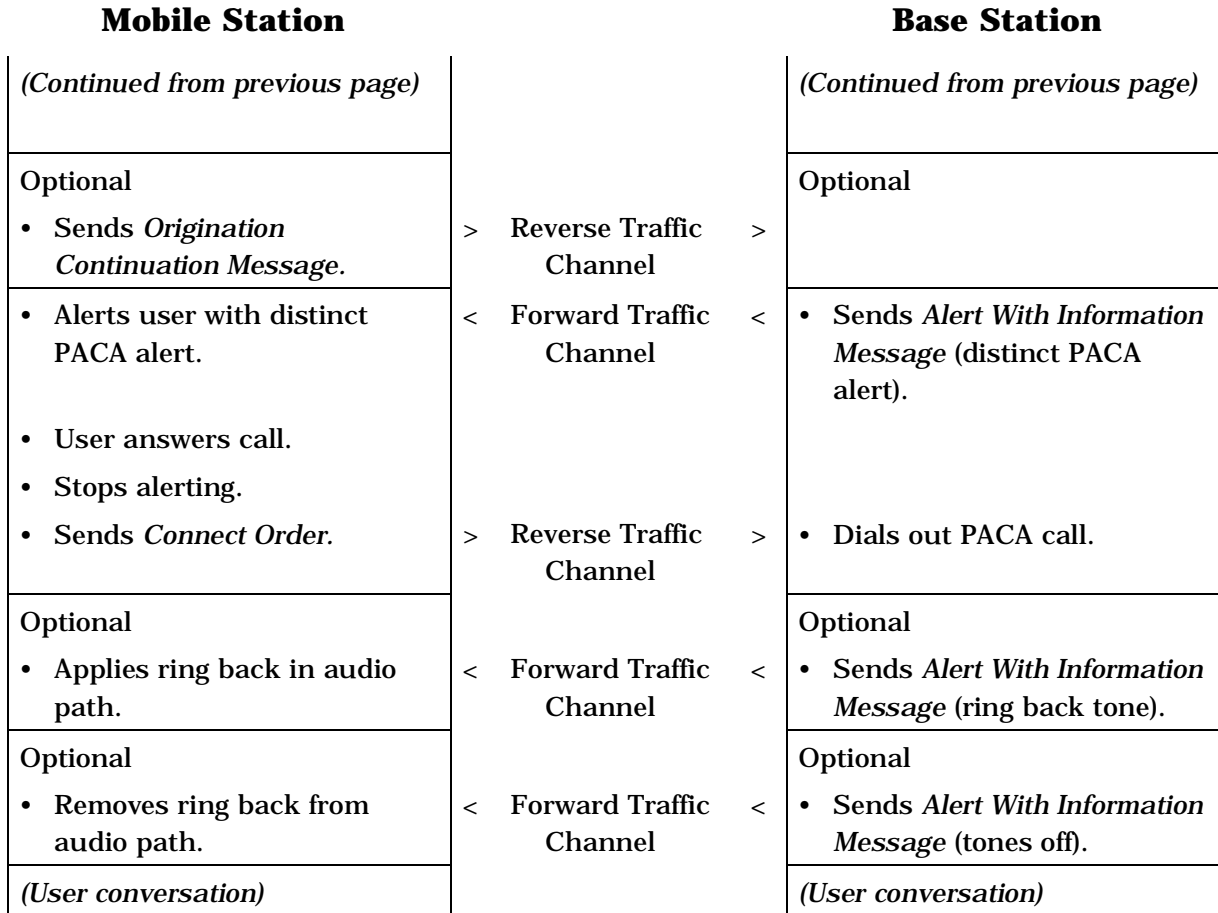 Mobile Station Base Station
(Continued from previous page) (Continued from previous page)
Optional Optional
• Sends Origination > Reverse Traffic >
Continuation Message. Channel
• Alerts user with distinct < Forward Traffic < • Sends Alert With Information
PACA alert. Channel Message (distinct PACA
alert).
• User answers call.
• Stops alerting.
• Sends Connect Order. > Reverse Traffic > • Dials out PACA call.
Channel
Optional Optional
• Applies ring back in audio < Forward Traffic < • Sends Alert With Information
path. Channel Message (ring back tone).
Optional Optional
• Removes ring back from < Forward Traffic < • Sends Alert With Information
audio path. Channel Message (tones off).
(User conversation) (User conversation)